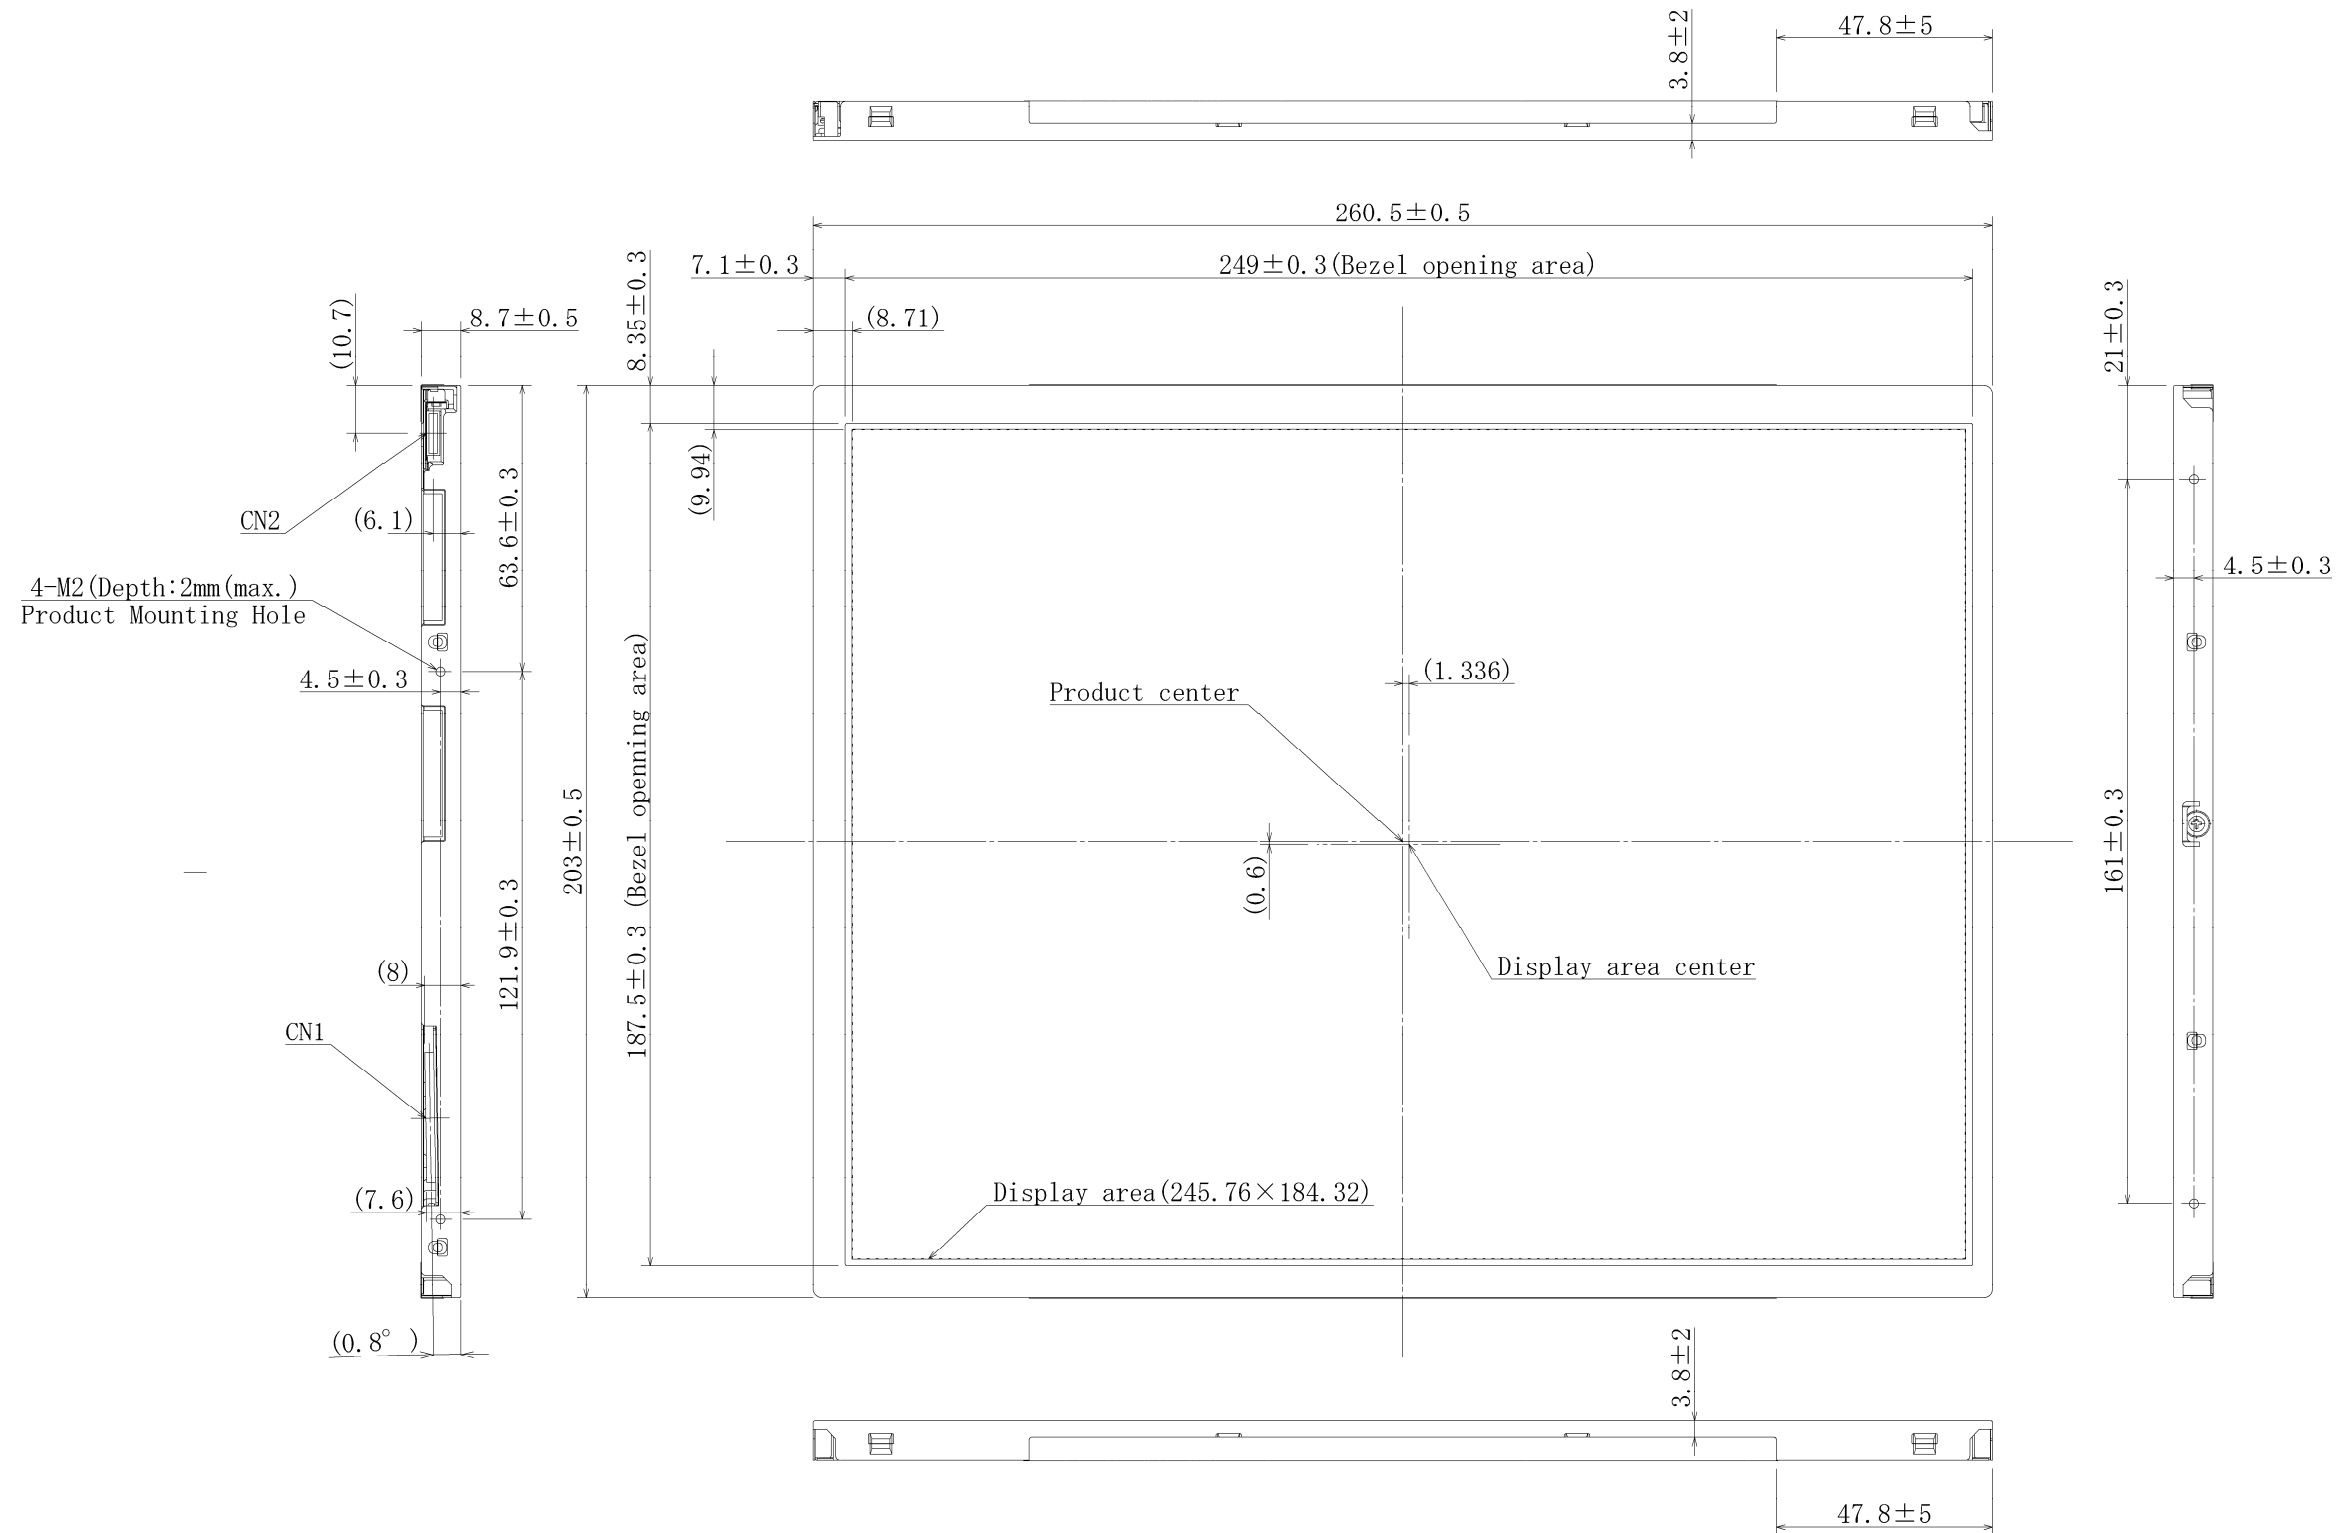 47.8±5
3.8±2
260.5±0.5
7.1±0.3
249±0.3(Bezel opening area)
8.35±0.3
(8.71)
8.7±0.5
(10.7)
21±0.3
(9.94)
63.6±0.3
CN2
(6.1)
4.5±0.3
4-M2(Depth:2mm(max.)
Product Mounting Hole
4.5±0.3
(1.336)
Product center
187.5±0.3 (Bezel openning area)
203±0.5
161±0.3
(0.6)
121.9±0.3
Display area center
(8)
CN1
Display area(245.76×184.32)
(7.6)
(0.8° )
3.8±2
47.8±5